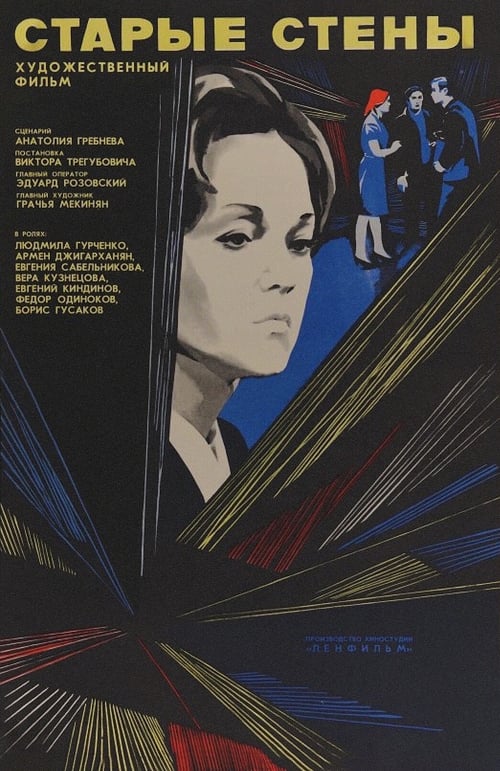 СТАРЫЕ СТЕНЫ
ХУДОЖЕСТВЕННЫЙ
ФИЛЬМ
СЦЕНАРИЙ
АНАТОЛИЯ ГРЕБНЕВА
ПОСТАНОВКА
ВИКТОРА ТРЕГУБОВИЧА
ГЛАВНЫЙ ОПЕРАТОР
ЭДУАРД РОЗОВСКИЙ
ГЛАВНЫЙ ХУДОЖНИК
ГРАЧЬЯ МЕКИНЯН
В РОЛЯХ:
ЛЮДМИЛА ГУРЧЕНКО,
АРМЕН ДЖИГАРХАНЯН,
ЕВГЕНИЯ САБЕЛЬНИКОВА,
ВЕРА КУЗНЕЦОВА,
ЕВГЕНИЙ КИНДИНОВ,
ФЕДОР ОДИНОКОВ,
БОРИС ГУСАКОВ
ПРОИЗВОДСТВО КИНОСТУДИИ
«ЛЕНФИЛЬМ»